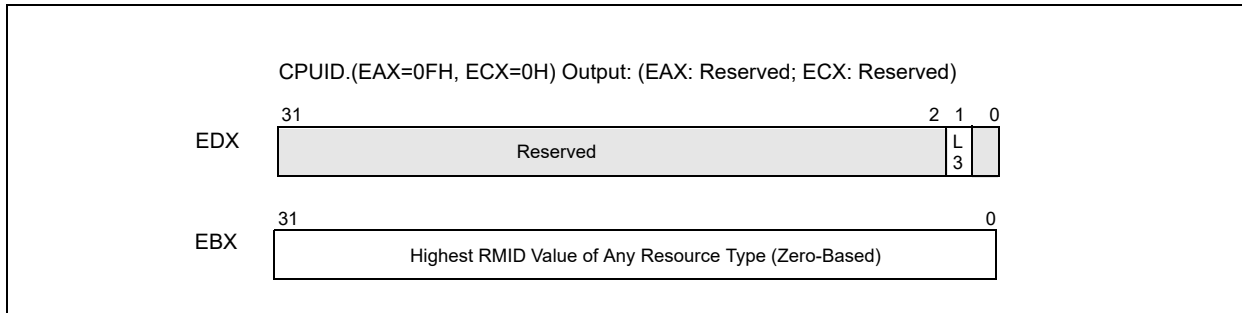 CPUID.(EAX=0FH, ECX=0H) Output: (EAX: Reserved; ECX: Reserved)
31 2 1 0
EDX Reserved L
3
31 0
EBX Highest RMID Value of Any Resource Type (Zero-Based)